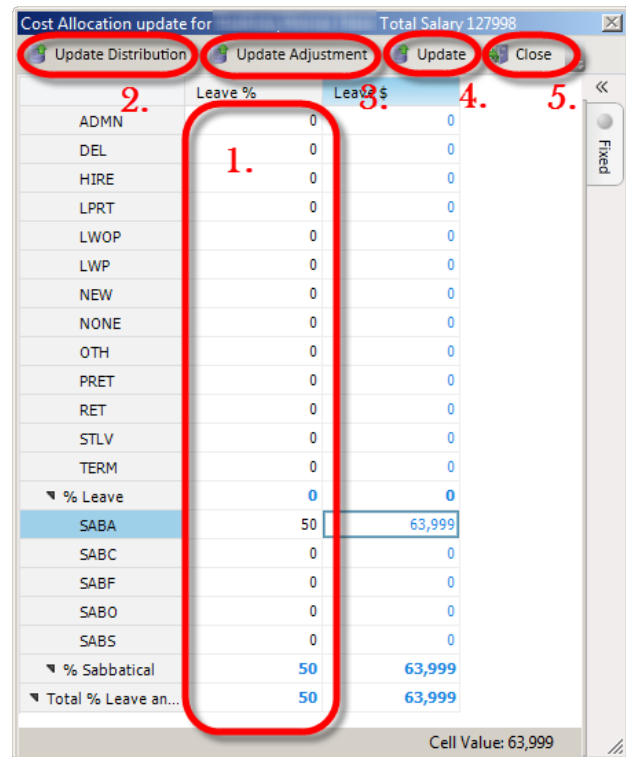 Cost Allocation update for Total Salary 127998
Update Distribution Update Adjustment Update Close
2. 3. 4. 5.
Leave % Leave $
1.
ADMN 0 0
DEL 0 0
HIRE 0 0
LPRT 0 0
LWOP 0 0
LWP 0 0
NEW 0 0
NONE 0 0
OTH 0 0
PRET 0 0
RET 0 0
STLV 0 0
TERM 0 0
% Leave 0 0
SABA 50 63,999
SABC 0 0
SABF 0 0
SABO 0 0
SABS 0 0
% Sabbatical 50 63,999
Total % Leave an... 50 63,999
Fixed
Cell Value: 63,999